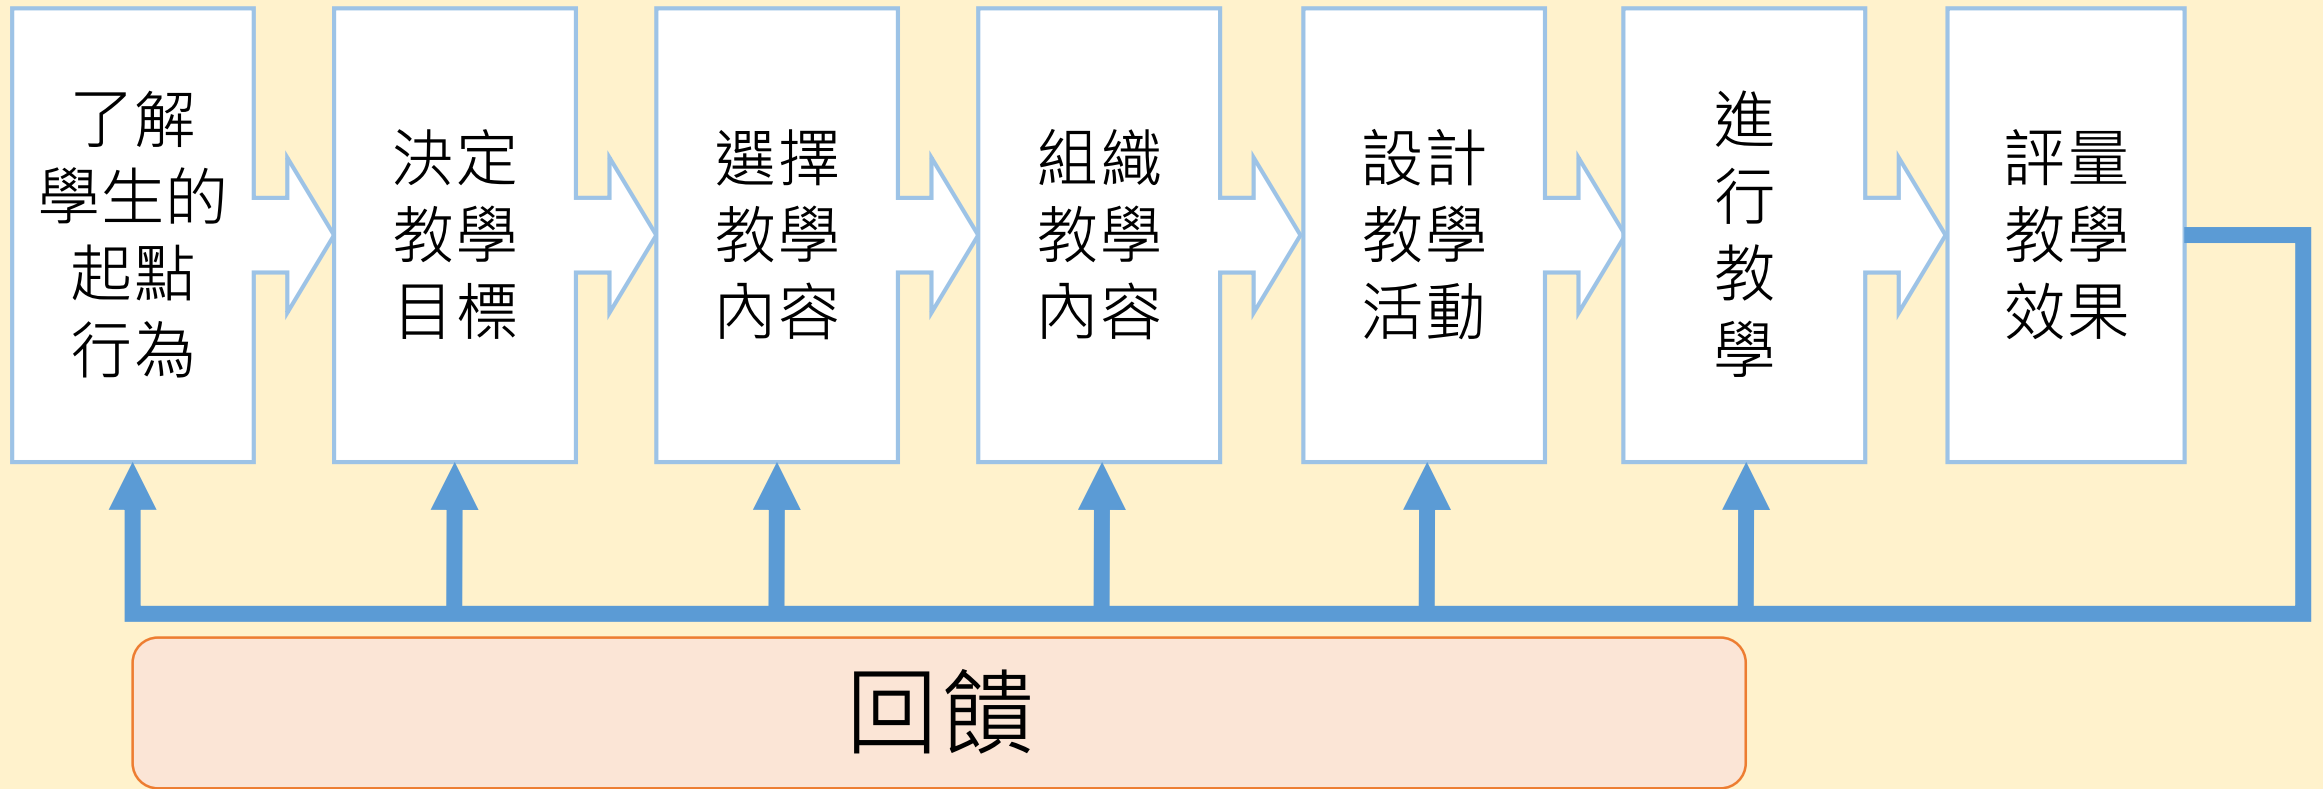 了解
學生的
起點
行為
決定
教學
目標
選擇
教學
內容
組織
教學
內容
設計
教學
活動
進
行
教
學
評量
教學
效果
回饋